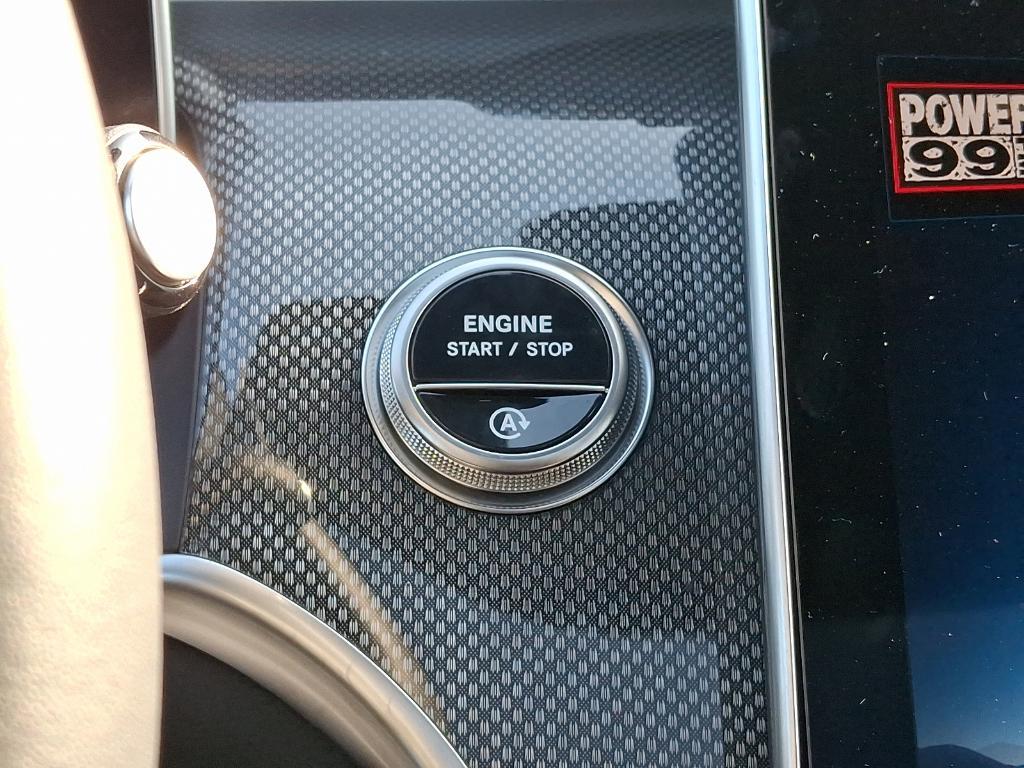 ENGINE
START / STOP
A
POWER
99